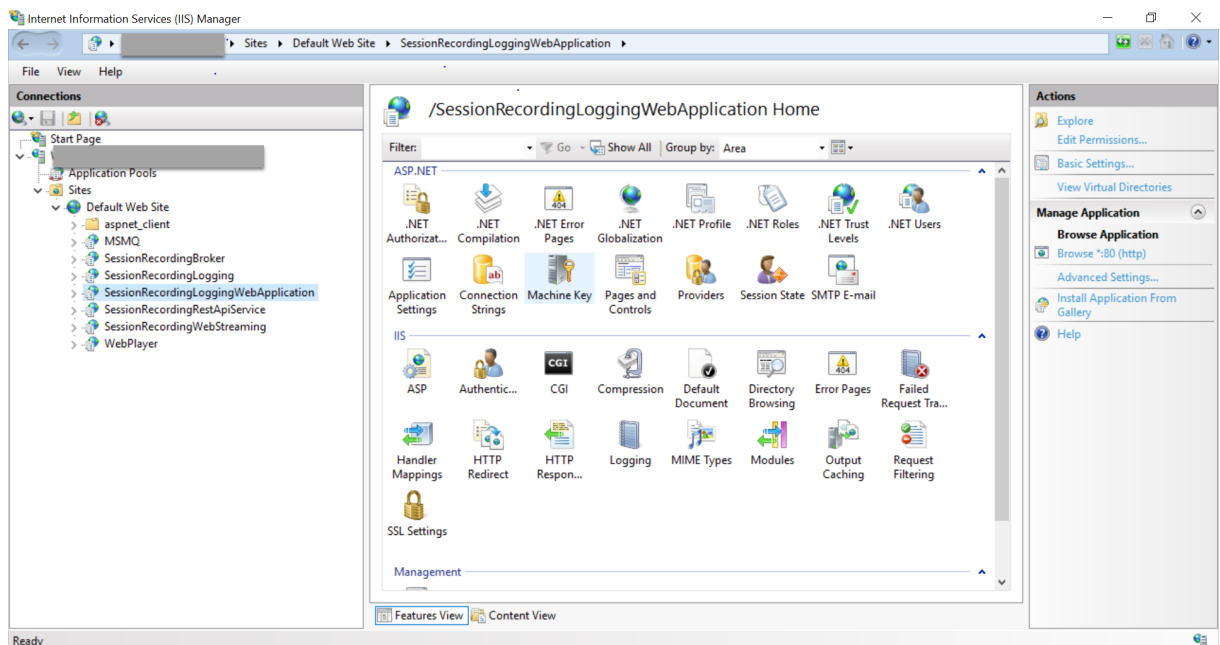 Internet Information Services (IIS) Manager
Sites Default Web Site SessionRecordingLoggingWebApplication
File View Help
Connections
Start Page
Application Pools
Sites
Default Web Site
aspnet_client
MSMQ
SessionRecordingBroker
SessionRecordingLogging
SessionRecordingLoggingWebApplication
SessionRecordingRestApiService
SessionRecordingWebStreaming
WebPlayer
/SessionRecordingLoggingWebApplication Home
Filter: Go Show All Group by: Area
ASP.NET
.NET .NET .NET Error .NET .NET Profile .NET Roles .NET Trust .NET Users
Authorizat... Compilation Pages Globalization Levels
Application Connection Machine Key Pages and Providers Session State SMTP E-mail
Settings Strings Controls
IIS
404
CGI
ASP Authentic... CGI Compression Default Directory Error Pages Failed
Document Browsing Request Tra...
Handler HTTP HTTP Logging MIME Types Modules Output Request
Mappings Redirect Respon... Caching Filtering
SSL Settings
Management
Features View Content View
Actions
Explore
Edit Permissions...
Basic Settings...
View Virtual Directories
Manage Application
Browse Application
Browse *:80 (http)
Advanced Settings...
Install Application From
Gallery
Help
Ready